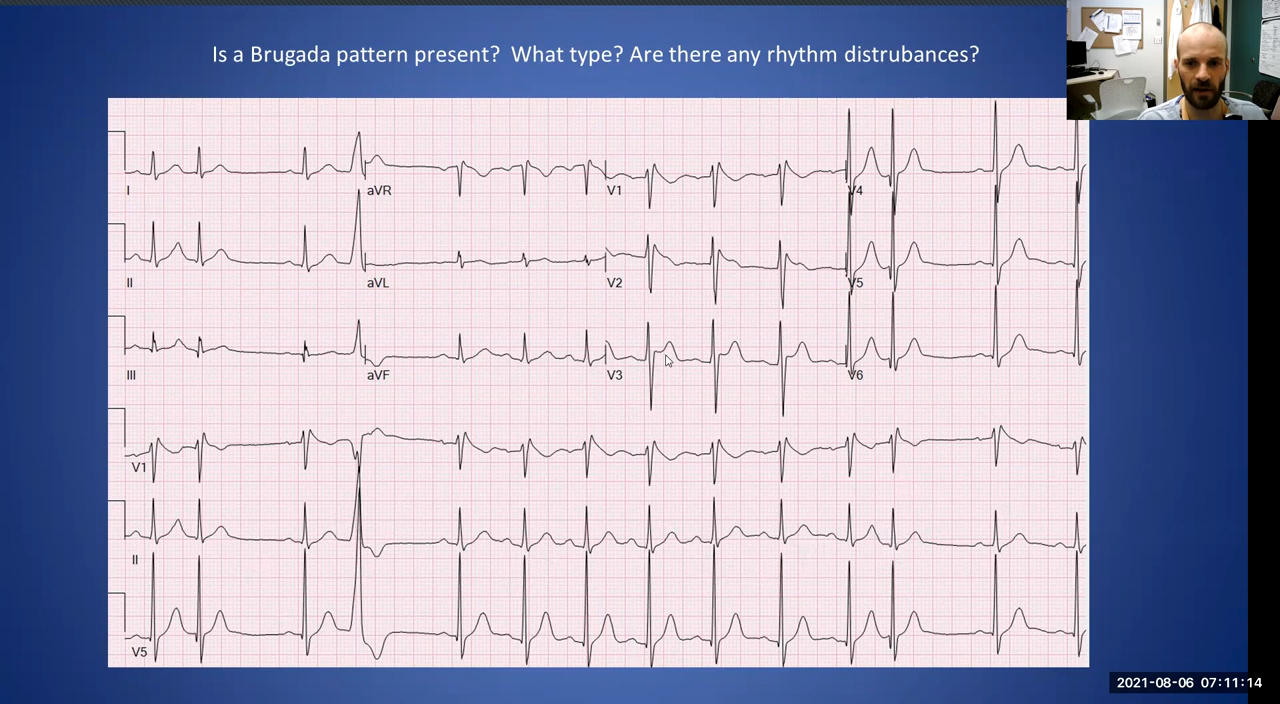 Is a Brugada pattern present?  What type? Are there any rhythm distrubances?
I
aVR
V1
V4
II
aVL
V2
V5
III
aVF
V3
V6
V1
II
V5
2021-08-06 07:11:14